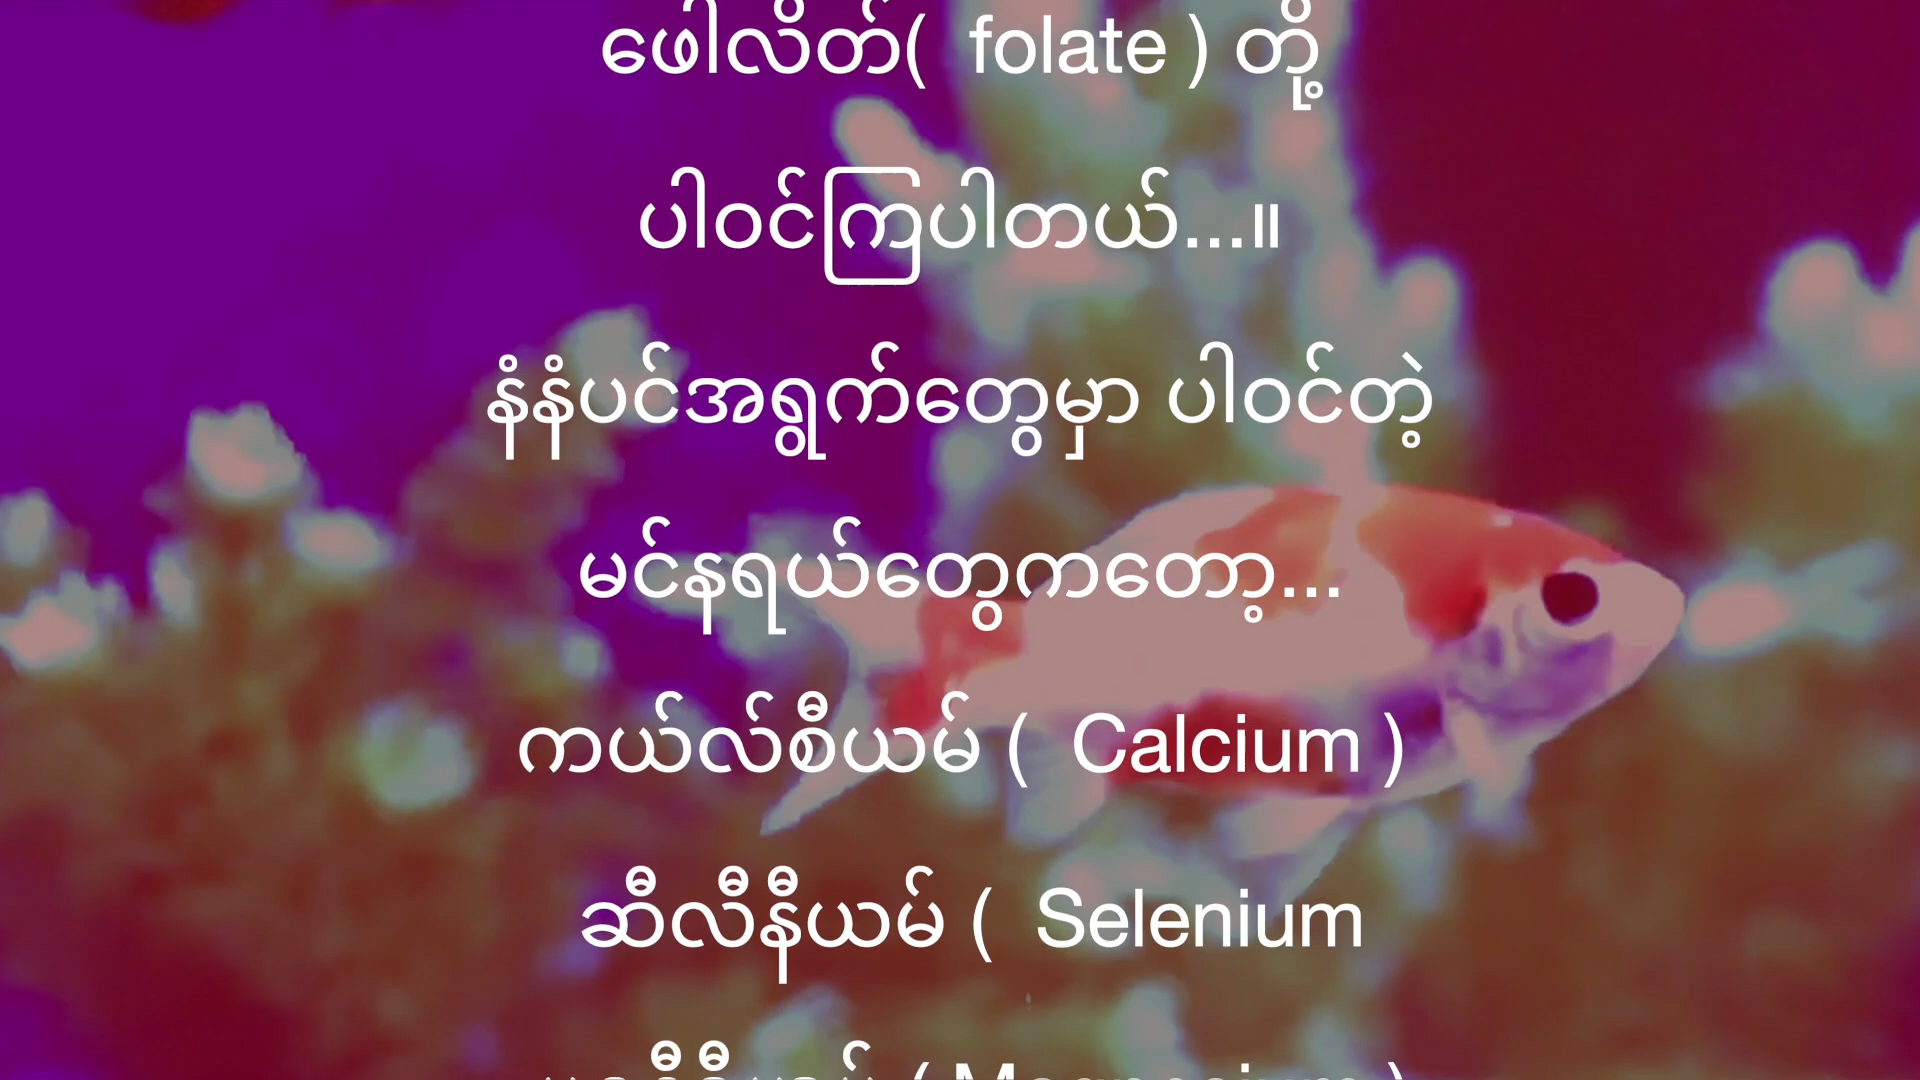 ဖေါလိတ်(  folate ) တို့
ပါဝင်ကြပါတယ်...။
နံနံပင်အရွက်တွေမှာ ပါဝင်တဲ့
မင်နရယ်တွေကတော့...
ကယ်လ်စီယမ် (  Calcium )
ဆီလီနီယမ် (  Selenium